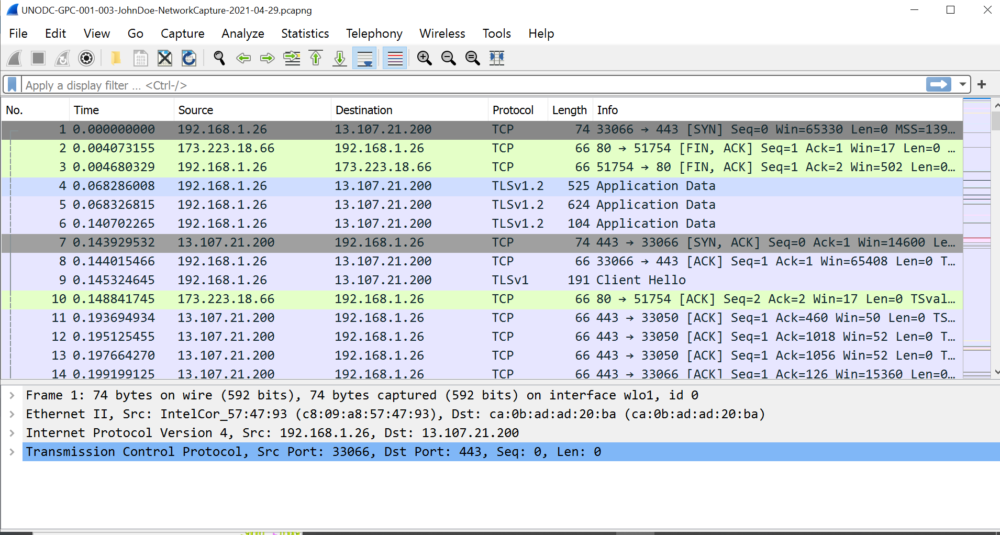 UNODC-GPC-001-003-JohnDoe-NetworkCapture-2021-04-29.pcapng
File Edit View Go Capture Analyze Statistics Telephony Wireless Tools Help
Apply a display filter … <Ctrl-/>
No. Time Source Destination Protocol Length Info
1 0.000000000 192.168.1.26 13.107.21.200 TCP 74 33066 → 443 [SYN] Seq=0 Win=65330 Len=0 MSS=139…
2 0.004073155 173.223.18.66 192.168.1.26 TCP 66 80 → 51754 [FIN, ACK] Seq=1 Ack=1 Win=17 Len=0 …
3 0.004680329 192.168.1.26 173.223.18.66 TCP 66 51754 → 80 [FIN, ACK] Seq=1 Ack=2 Win=502 Len=0…
4 0.068286008 192.168.1.26 13.107.21.200 TLSv1.2 525 Application Data
5 0.068326815 192.168.1.26 13.107.21.200 TLSv1.2 624 Application Data
6 0.140702265 192.168.1.26 13.107.21.200 TLSv1.2 104 Application Data
7 0.143929532 13.107.21.200 192.168.1.26 TCP 74 443 → 33066 [SYN, ACK] Seq=0 Ack=1 Win=14600 Le…
8 0.144015466 192.168.1.26 13.107.21.200 TCP 66 33066 → 443 [ACK] Seq=1 Ack=1 Win=65408 Len=0 T…
9 0.145324645 192.168.1.26 13.107.21.200 TLSv1 191 Client Hello
10 0.148841745 173.223.18.66 192.168.1.26 TCP 66 80 → 51754 [ACK] Seq=2 Ack=2 Win=17 Len=0 TSval…
11 0.193694934 13.107.21.200 192.168.1.26 TCP 66 443 → 33050 [ACK] Seq=1 Ack=460 Win=50 Len=0 TS…
12 0.195125455 13.107.21.200 192.168.1.26 TCP 66 443 → 33050 [ACK] Seq=1 Ack=1018 Win=52 Len=0 T…
13 0.197664270 13.107.21.200 192.168.1.26 TCP 66 443 → 33050 [ACK] Seq=1 Ack=1056 Win=52 Len=0 T…
14 0.199199125 13.107.21.200 192.168.1.26 TCP 66 443 → 33066 [ACK] Seq=1 Ack=126 Win=15360 Len=0…
Frame 1: 74 bytes on wire (592 bits), 74 bytes captured (592 bits) on interface wlo1, id 0
Ethernet II, Src: IntelCor_57:47:93 (c8:09:a8:57:47:93), Dst: ca:0b:ad:ad:20:ba (ca:0b:ad:ad:20:ba)
Internet Protocol Version 4, Src: 192.168.1.26, Dst: 13.107.21.200
Transmission Control Protocol, Src Port: 33066, Dst Port: 443, Seq: 0, Len: 0